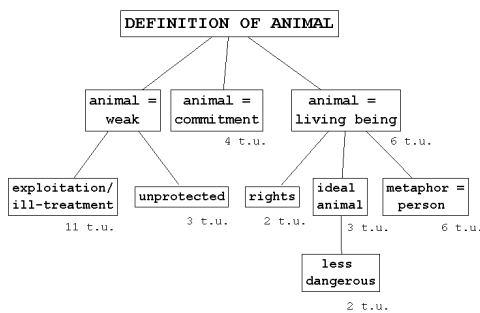 DEFINITION OF ANIMAL
animal =
weak
animal =
commitment
4 t.u.
animal =
living being
6 t.u.
exploitation/
ill-treatment
11 t.u.
unprotected
3 t.u.
rights
2 t.u.
ideal
animal
3 t.u.
metaphor =
person
6 t.u.
less
dangerous
2 t.u.